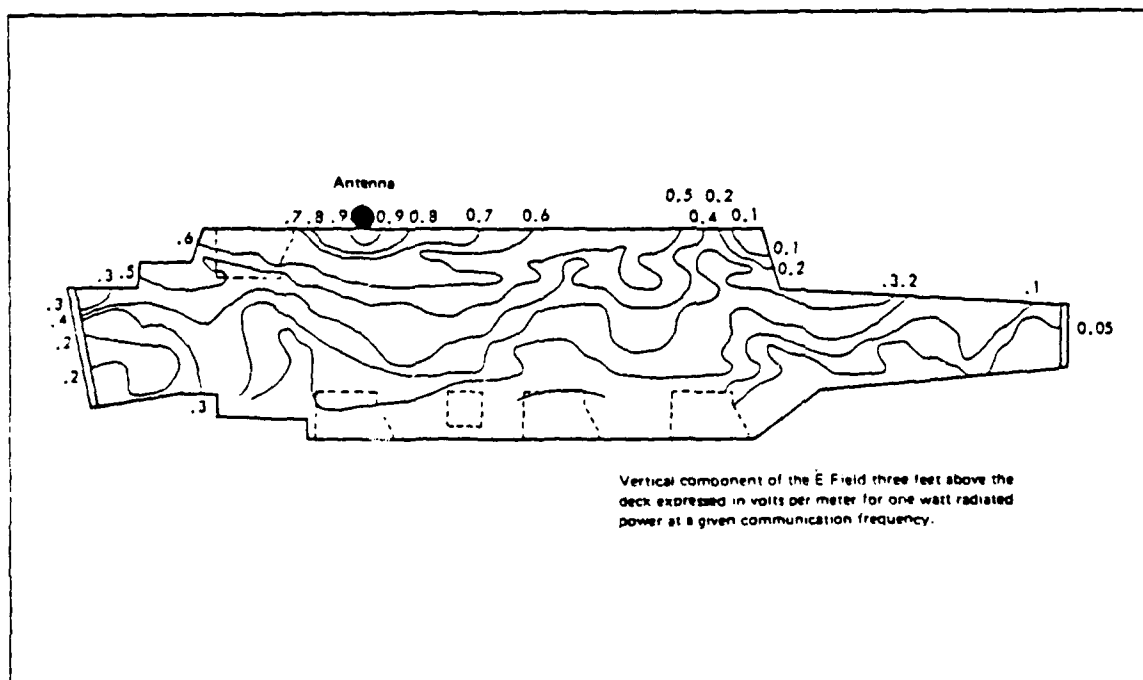 Antenna
0.5 0.2
.7 .8 .9 0.9 0.8 0.7 0.6 0.4 0.1
.6
0.1
0.2
.3 .5
.3 .2 .1
.3
.4
0.05
.2
.2
.3
Vertical component of the E Field three feet above the
deck expressed in volts per meter for one watt radiated
power at a given communication frequency.